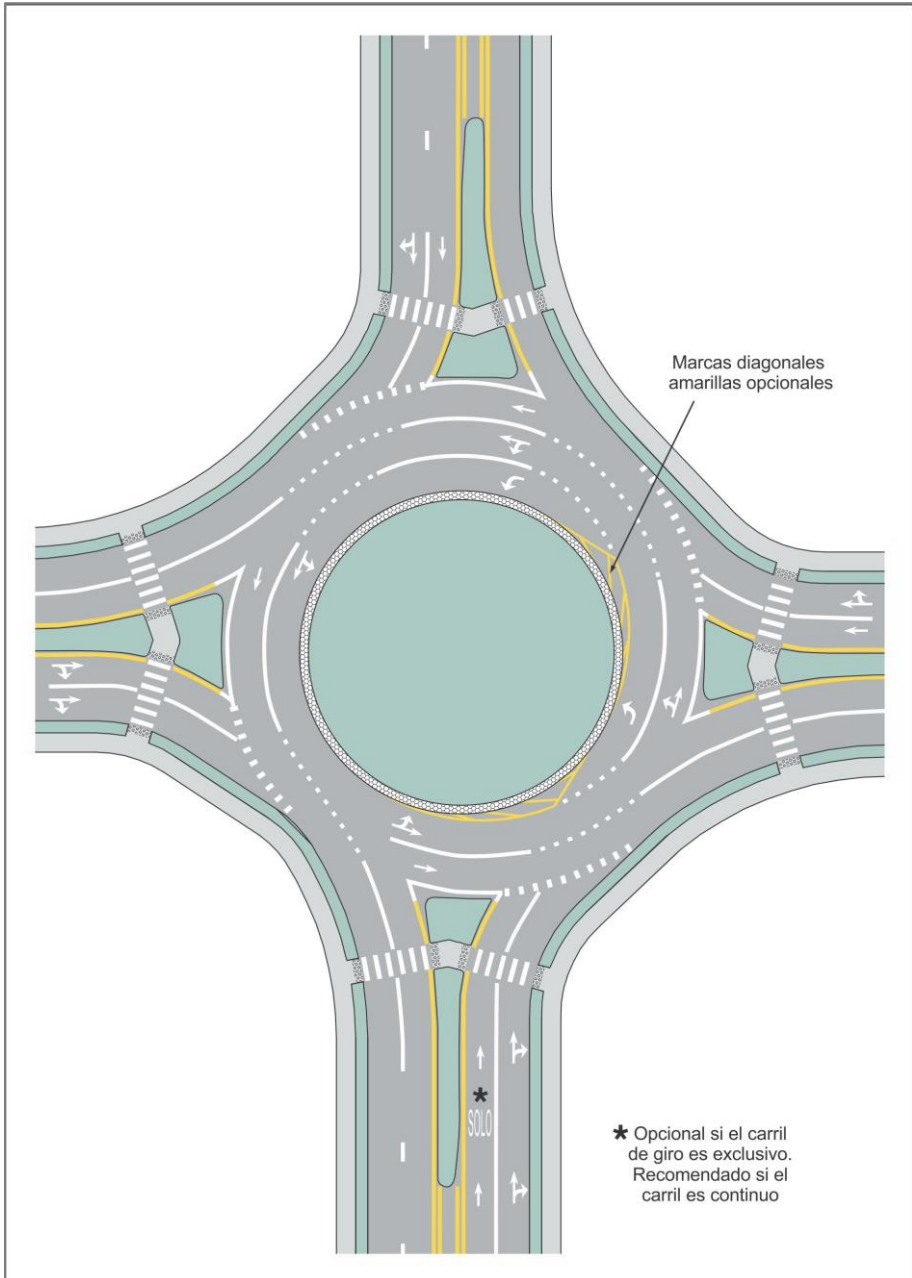 Marcas diagonales
amarillas opcionales
SOLO
* Opcional si el carril
de giro es exclusivo.
Recomendado si el
carril es continuo